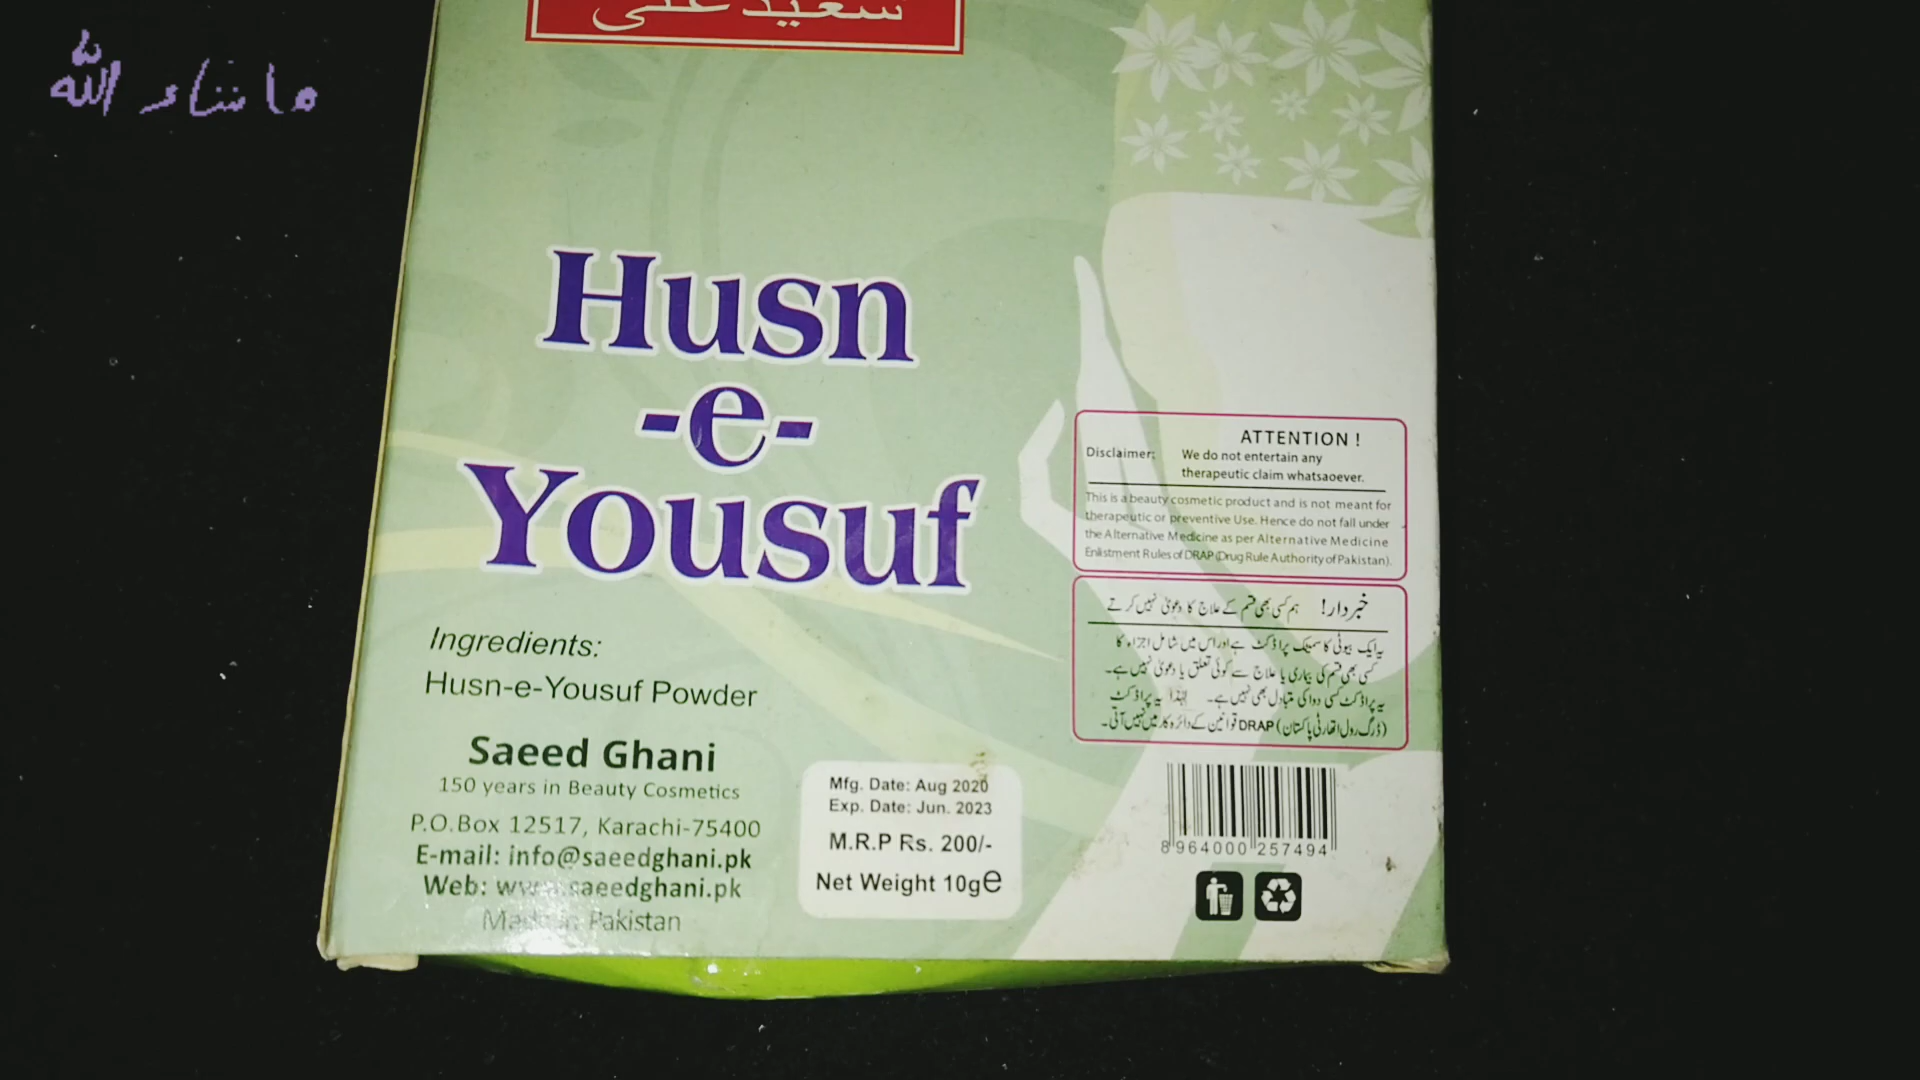 ما شاء الله
سعيد غنى
Husn
-e-
Yousuf
ATTENTION !
Disclaimer: We do not entertain any
therapeutic claim whatsaoever.
This is a beauty cosmetic product and is not meant for
therapeutic or preventive Use. Hence do not fall under
the Alternative Medicine as per Alternative Medicine
Enlistment Rules of DRAP (Drug Rule Authority of Pakistan).
خبردار! ہم کسی بھی قسم کے علاج کا دعویٰ نہیں کرتے
یہ ایک بیوٹی کاسمیٹک پراڈکٹ ہے اور اس میں شامل اجزاء کا
کسی بھی قسم کی بیماری یا علاج سے کوئی تعلق یا دعویٰ نہیں ہے۔
یہ پراڈکٹ کسی دوا کی متبادل بھی نہیں ہے۔ لہٰذا یہ پراڈکٹ
(ڈرگ رول اتھارٹی پاکستان) DRAP قوانین کے دائرہ کار میں نہیں آتی۔
Ingredients:
Husn-e-Yousuf Powder
Saeed Ghani
150 years in Beauty Cosmetics
P.O.Box 12517, Karachi-75400
E-mail: info@saeedghani.pk
Web: www.saeedghani.pk
Made in Pakistan
Mfg. Date: Aug 2020
Exp. Date: Jun. 2023
M.R.P Rs. 200/-
Net Weight 10g e
8 964000 257494